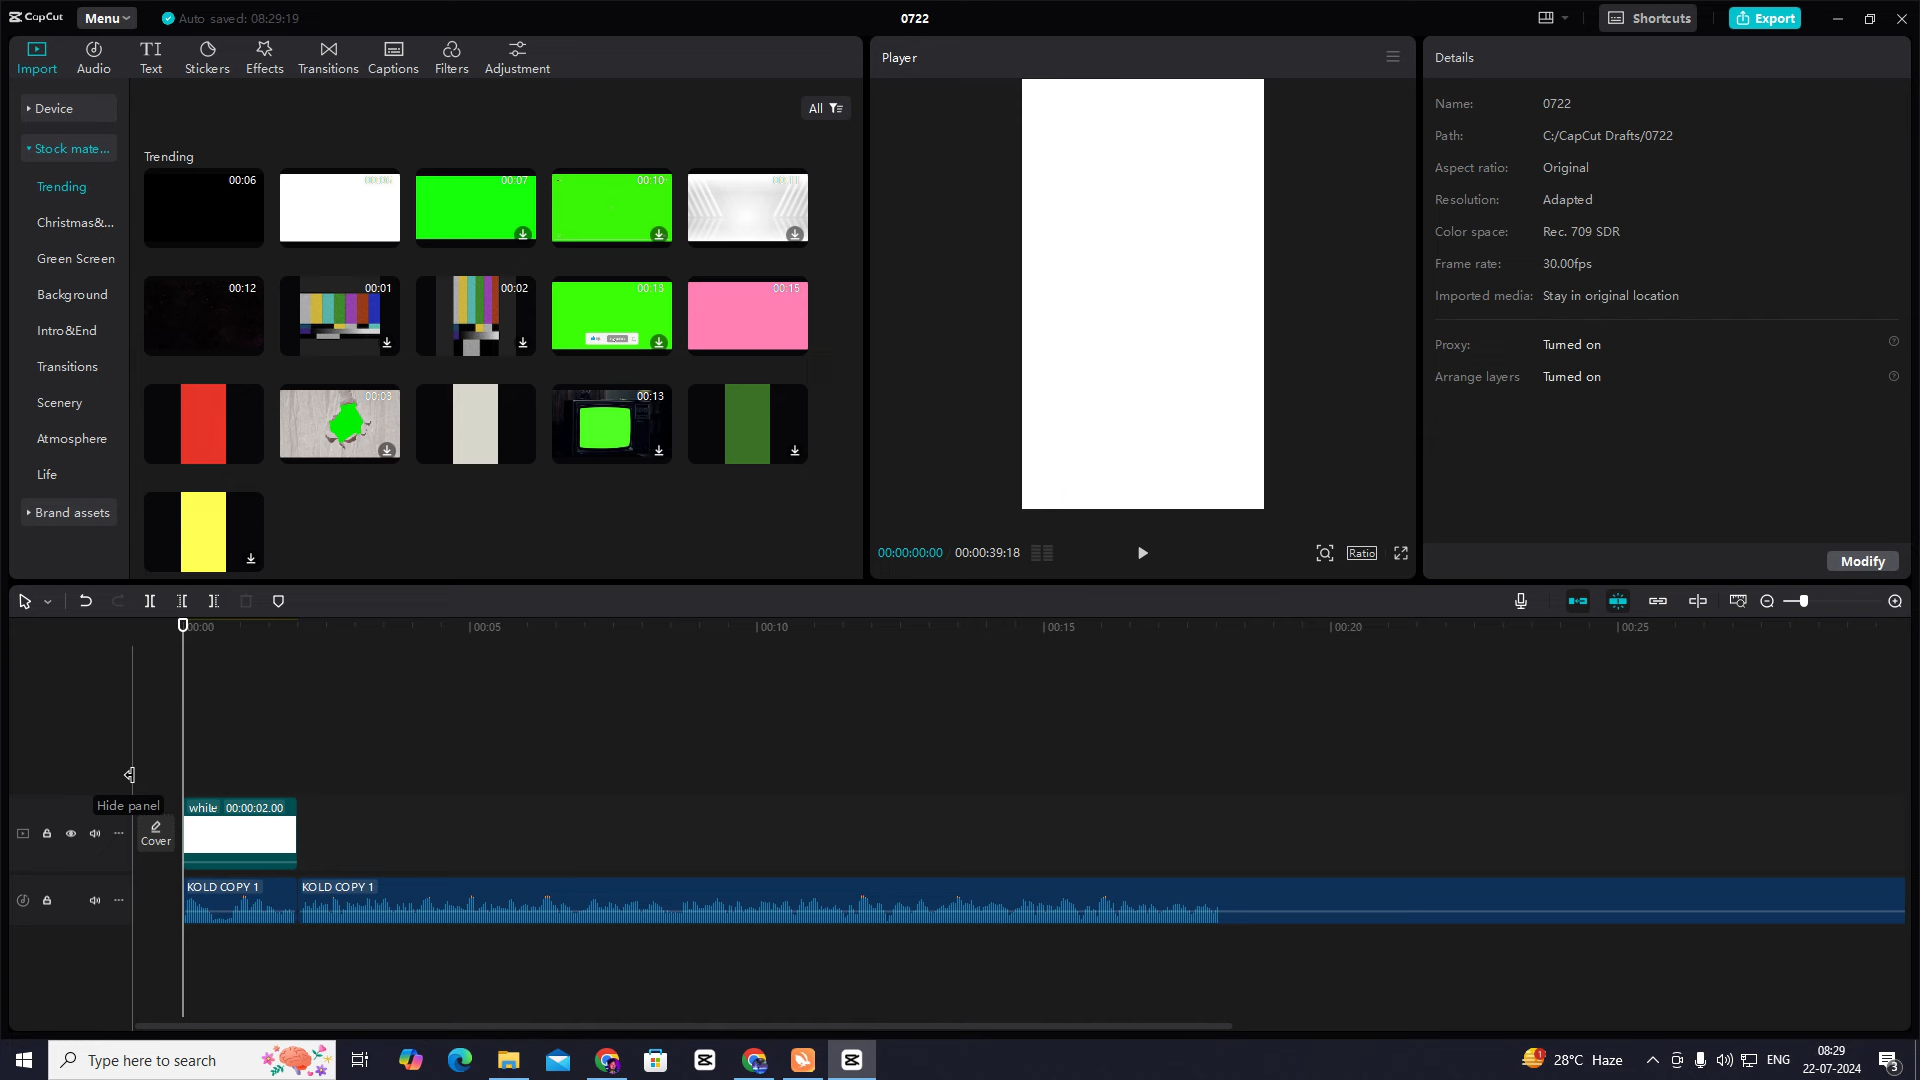 CapCut Menu Auto saved: 08:29:19 0722 Shortcuts Export
Import Audio Text Stickers Effects Transitions Captions Filters Adjustment
Player
Details
Device
All
Stock mate...
Trending
Trending
Christmas&...
Green Screen
Background
Intro&End
Transitions
Scenery
Atmosphere
Life
Brand assets
00:06 00:07 00:10
00:12 00:01 00:02 00:13 00:15
00:03 00:13
00:00:00:00 00:00:39:18 Ratio
Name: 0722
Path: C:/CapCut Drafts/0722
Aspect ratio: Original
Resolution: Adapted
Color space: Rec. 709 SDR
Frame rate: 30.00fps
Imported media: Stay in original location
Proxy: Turned on
Arrange layers Turned on
Modify
00:00 00:05 00:10 00:15 00:20 00:25
Hide panel
Cover
white 00:00:02.00
KOLD COPY 1 KOLD COPY 1
Type here to search
28°C Haze ENG 08:29
22-07-2024
3